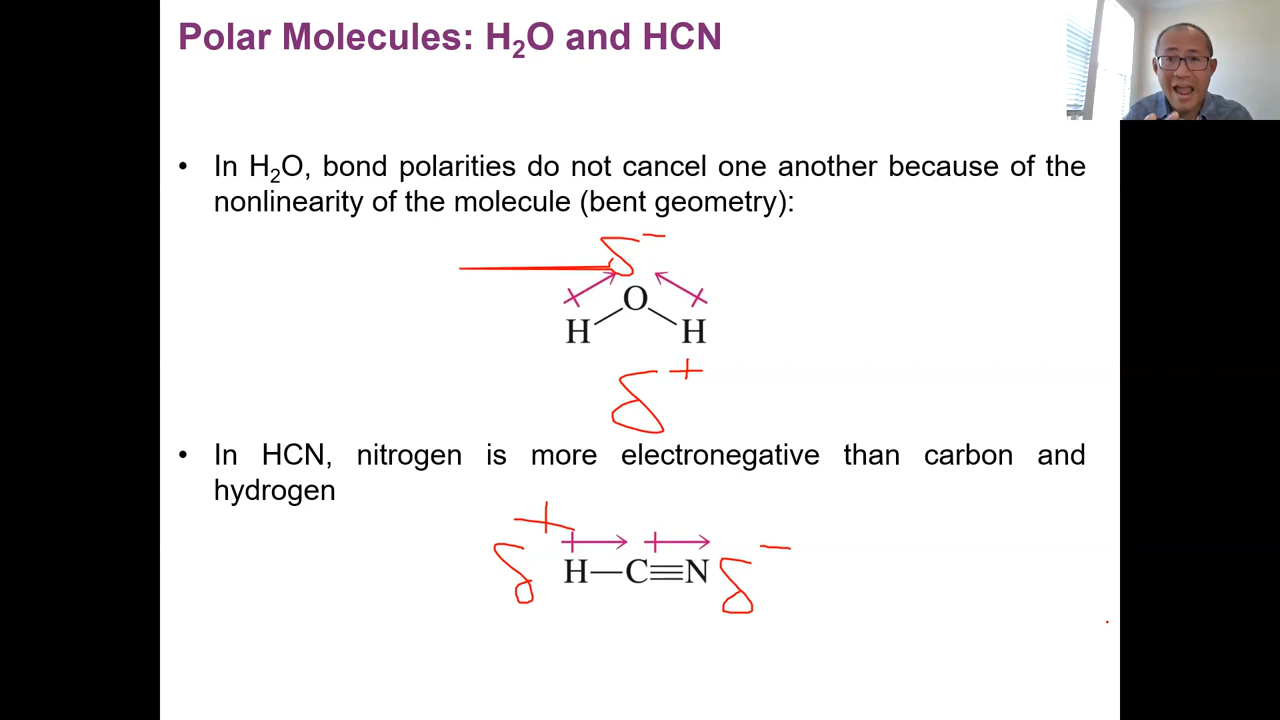 Polar Molecules: H₂O and HCN
• In H₂O, bond polarities do not cancel one another because of the
nonlinearity of the molecule (bent geometry):
δ⁻
O
H H
δ⁺
• In HCN, nitrogen is more electronegative than carbon and
hydrogen
δ⁺ H—C≡N δ⁻